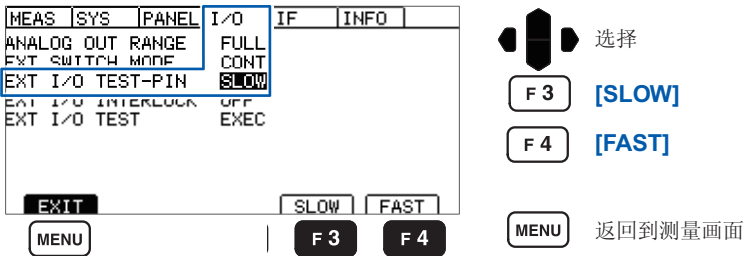 MEAS SYS PANEL I/O IF INFO
ANALOG OUT RANGE FULL
EXT SWITCH MODE CONT
EXT I/O TEST-PIN SLOW
EXT I/O INTERLOCK OFF
EXT I/O TEST EXEC
EXIT SLOW FAST
MENU F 3 F 4
选择
F 3 [SLOW]
F 4 [FAST]
MENU 返回到测量画面